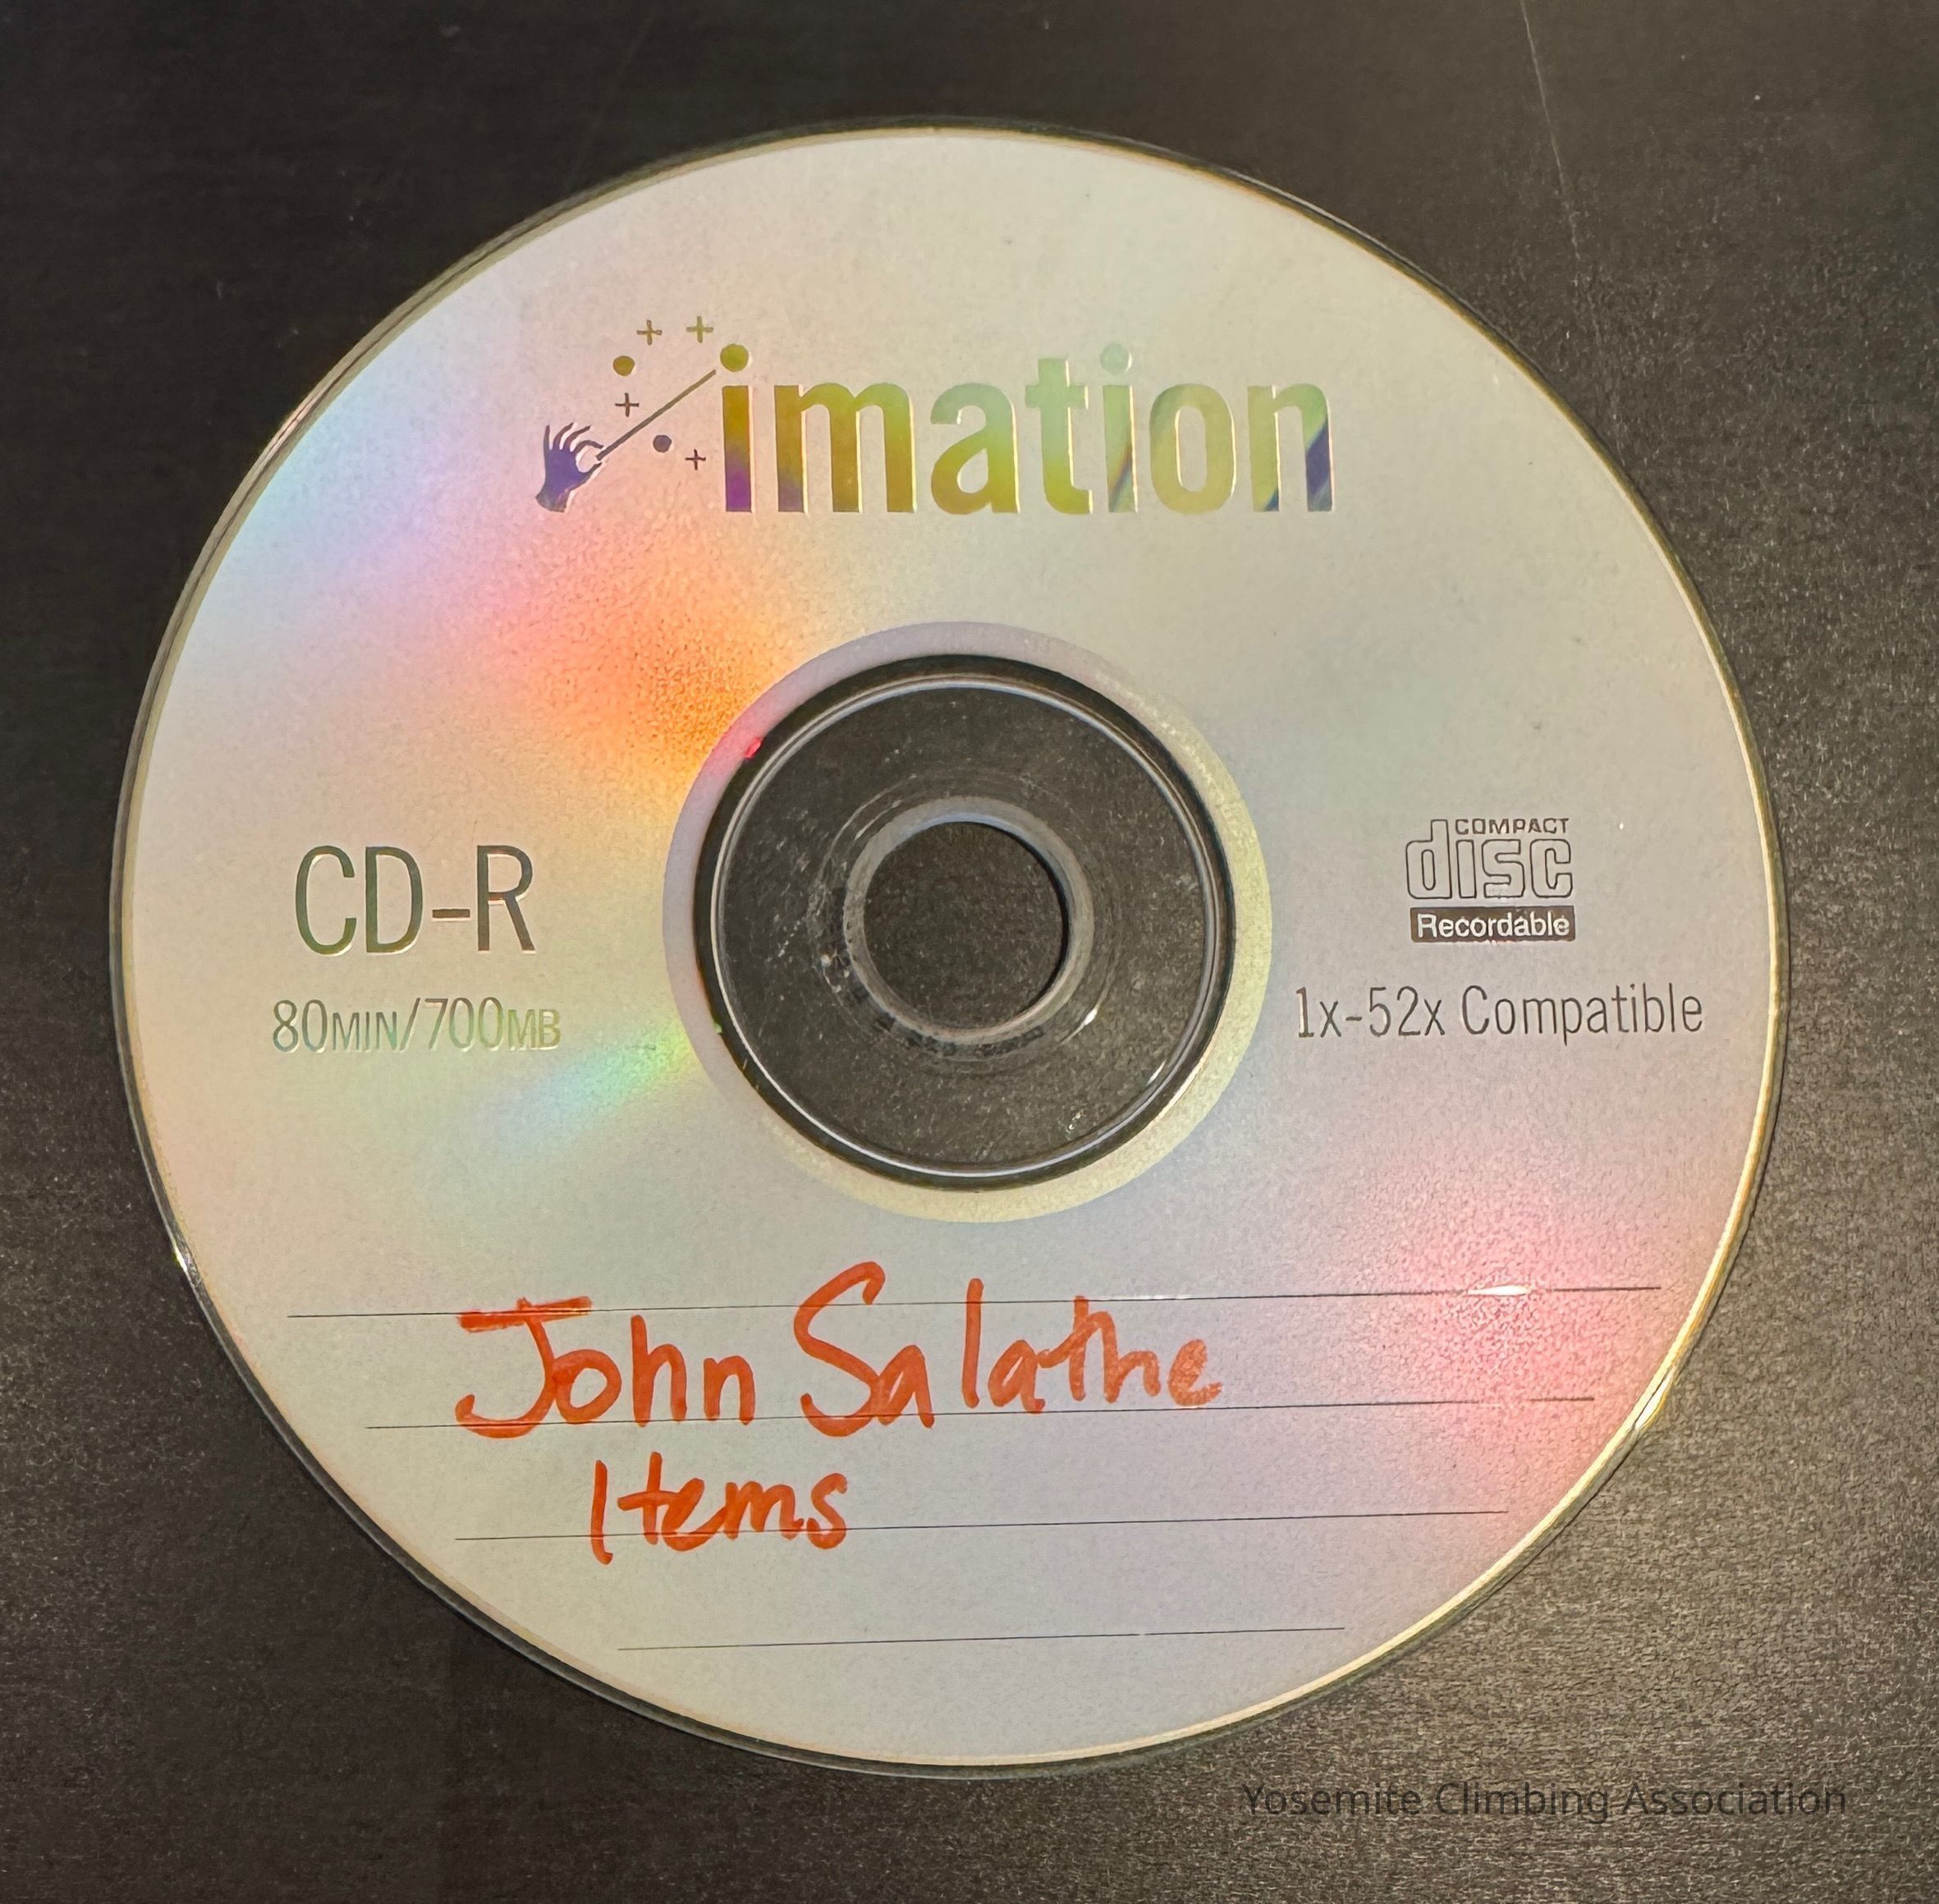 imation
CD-R
80MIN/700MB
COMPACT
disc
Recordable
1x-52x Compatible
John Salathe
Items
Yosemite Climbing Association